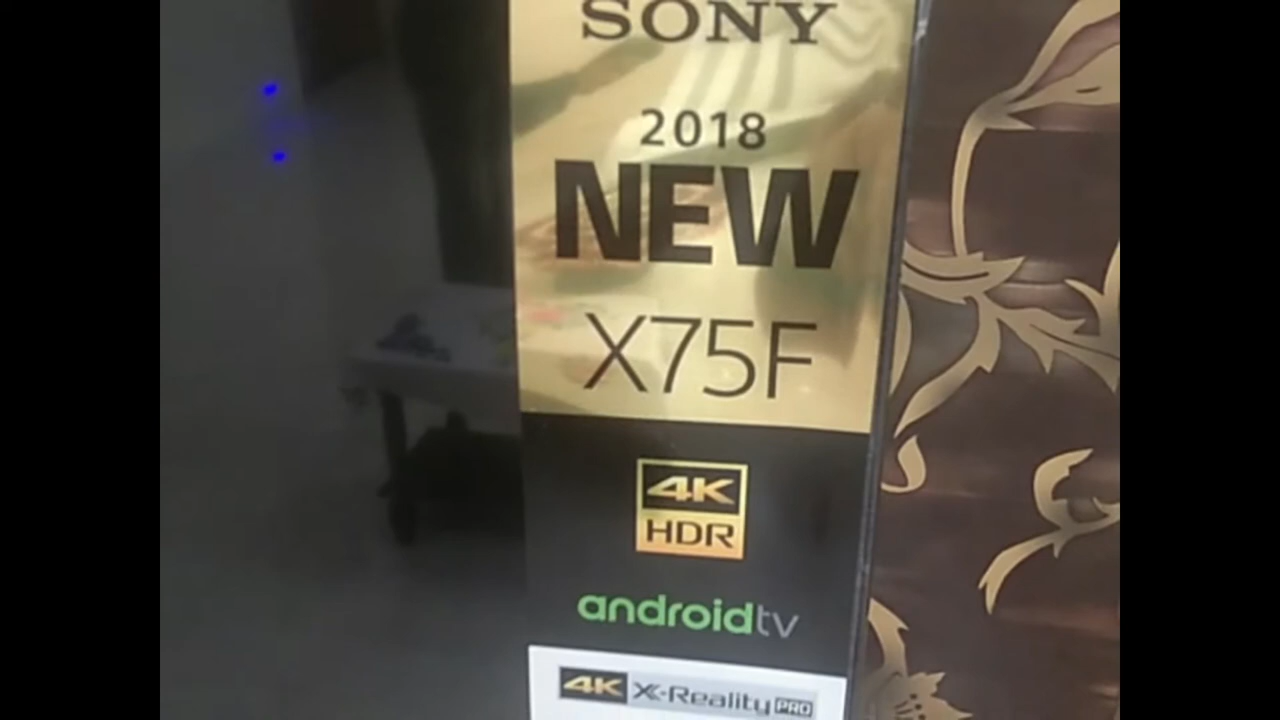 SONY
2018
NEW
X75F
4K
HDR
androidtv
4K X-Reality PRO